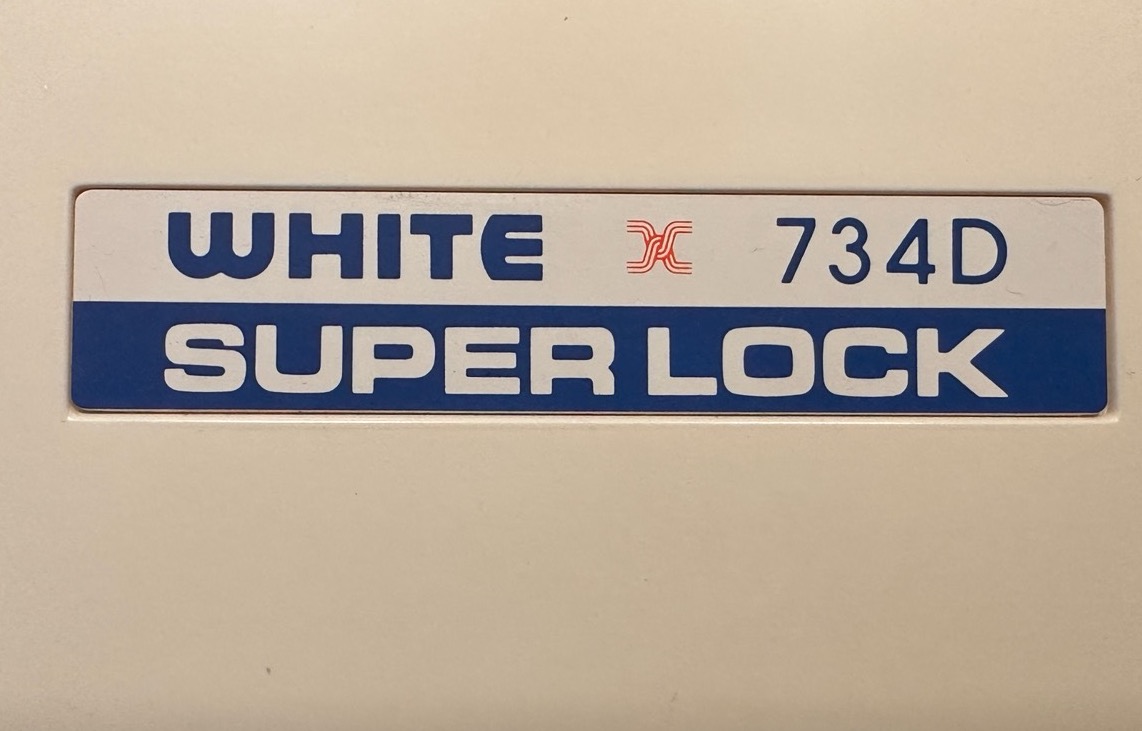 WHITE 734D
SUPER LOCK